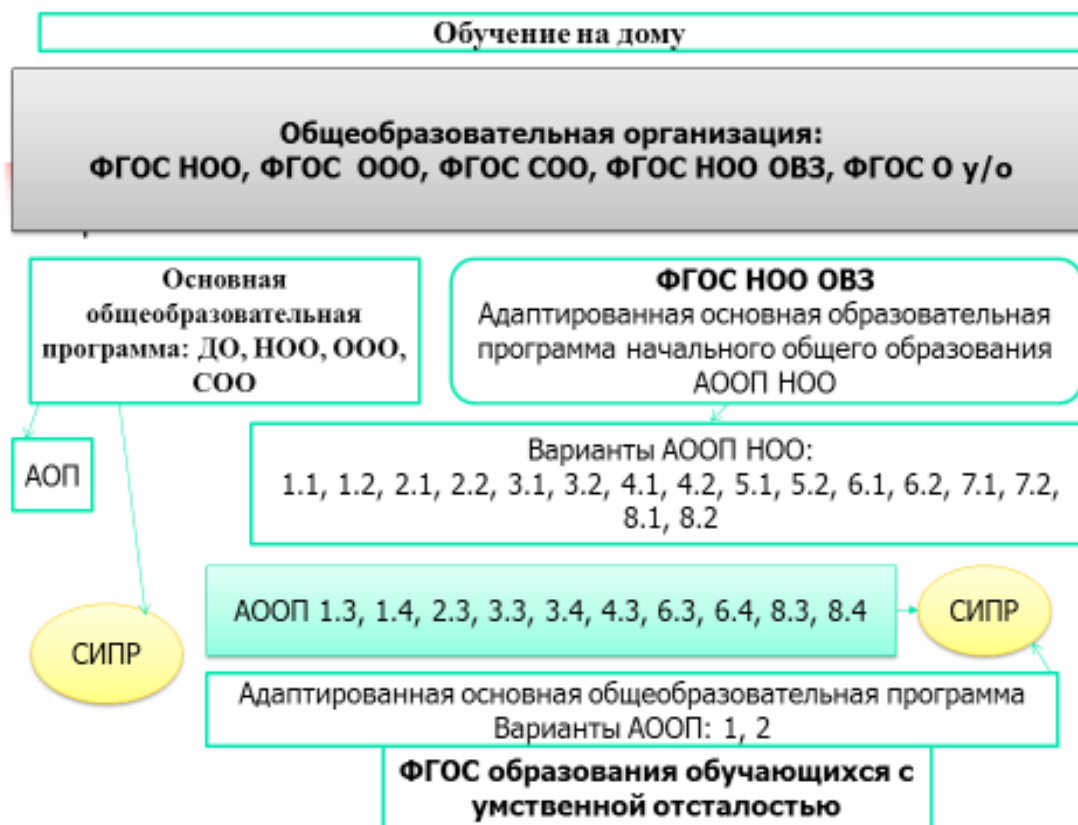 Обучение на дому
Общеобразовательная организация:
ФГОС НОО, ФГОС ООО, ФГОС СОО, ФГОС НОО ОВЗ, ФГОС О у/о
Основная
общеобразовательная
программа: ДО, НОО, ООО,
СОО
ФГОС НОО ОВЗ
Адаптированная основная образовательная
программа начального общего образования
АООП НОО
АОП
Варианты АООП НОО:
1.1, 1.2, 2.1, 2.2, 3.1, 3.2, 4.1, 4.2, 5.1, 5.2, 6.1, 6.2, 7.1, 7.2,
8.1, 8.2
СИПР
АООП 1.3, 1.4, 2.3, 3.3, 3.4, 4.3, 6.3, 6.4, 8.3, 8.4
СИПР
Адаптированная основная общеобразовательная программа
Варианты АООП: 1, 2
ФГОС образования обучающихся с
умственной отсталостью